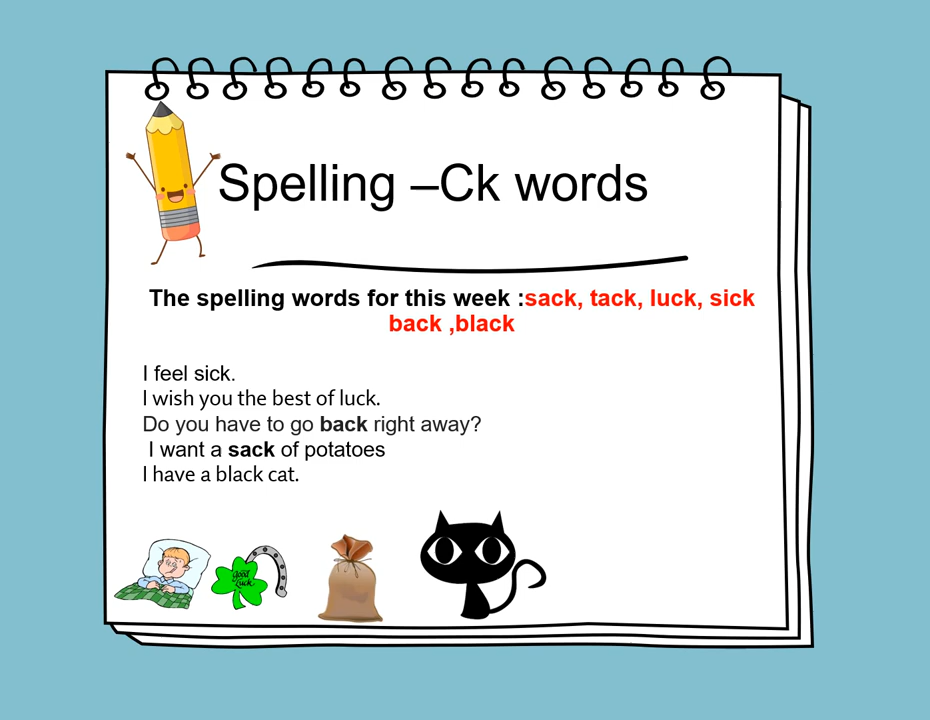 Spelling –Ck words
The spelling words for this week :sack, tack, luck, sick
back ,black
I feel sick.
I wish you the best of luck.
Do you have to go back right away?
I want a sack of potatoes
I have a black cat.
Good
Luck